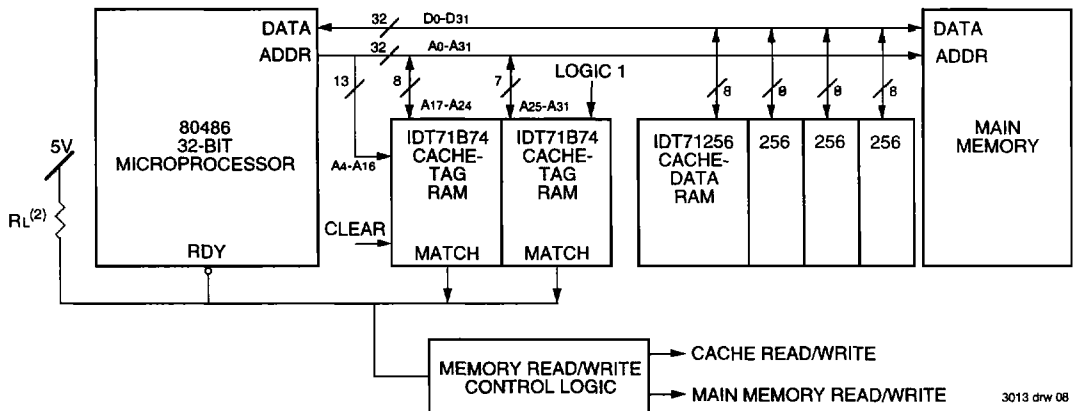 DATA
ADDR
80486
32-BIT
MICROPROCESSOR
RDY
5V
RL(2)
32
D0-D31
32
A0-A31
13
8
7
LOGIC 1
A17-A24
A25-A31
A4-A16
CLEAR
IDT71B74
CACHE-
TAG
RAM
MATCH
IDT71B74
CACHE-
TAG
RAM
MATCH
8
8
8
8
IDT71256
CACHE-
DATA
RAM
256
256
256
DATA
ADDR
MAIN
MEMORY
MEMORY READ/WRITE
CONTROL LOGIC
CACHE READ/WRITE
MAIN MEMORY READ/WRITE
3013 drw 08